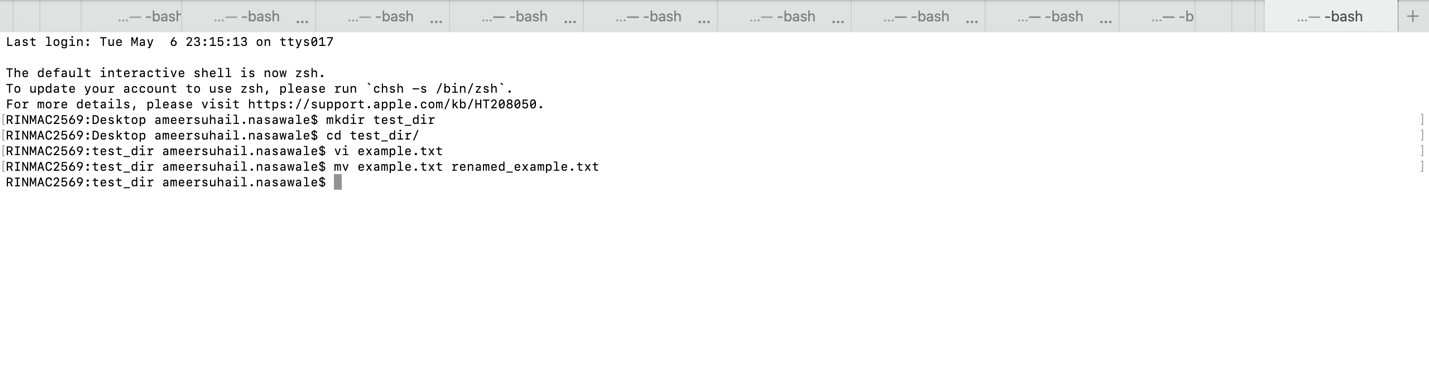 ...— -bash ...— -bash ... ...— -bash ... ...— -bash ... ...— -bash ... ...— -bash ... ...— -bash ... ...— -bash ... ...— -b ...— -bash +
Last login: Tue May  6 23:15:13 on ttys017
The default interactive shell is now zsh.
To update your account to use zsh, please run `chsh -s /bin/zsh`.
For more details, please visit https://support.apple.com/kb/HT208050.
[RINMAC2569:Desktop ameersuhail.nasawale$ mkdir test_dir ]
[RINMAC2569:Desktop ameersuhail.nasawale$ cd test_dir/ ]
[RINMAC2569:test_dir ameersuhail.nasawale$ vi example.txt ]
[RINMAC2569:test_dir ameersuhail.nasawale$ mv example.txt renamed_example.txt ]
RINMAC2569:test_dir ameersuhail.nasawale$